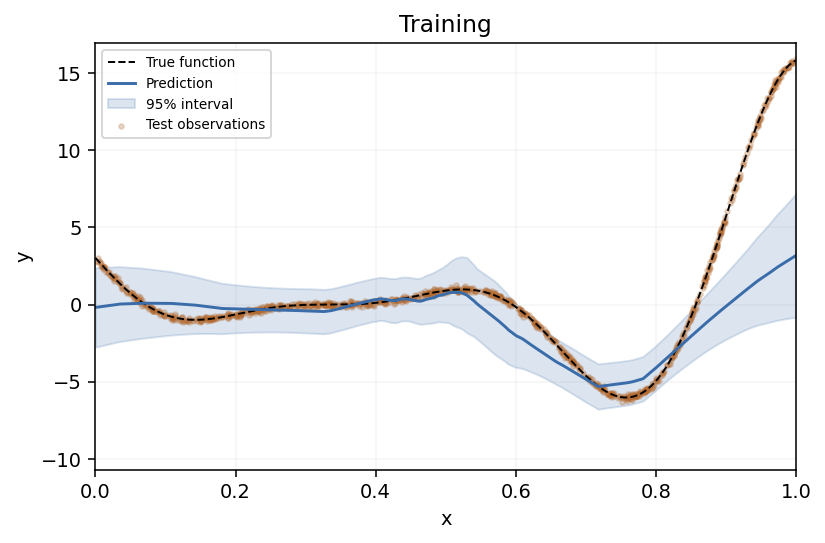 Training
True function
Prediction
95% interval
Test observations
y
15
10
5
0
−5
−10
0.0 0.2 0.4 0.6 0.8 1.0
x